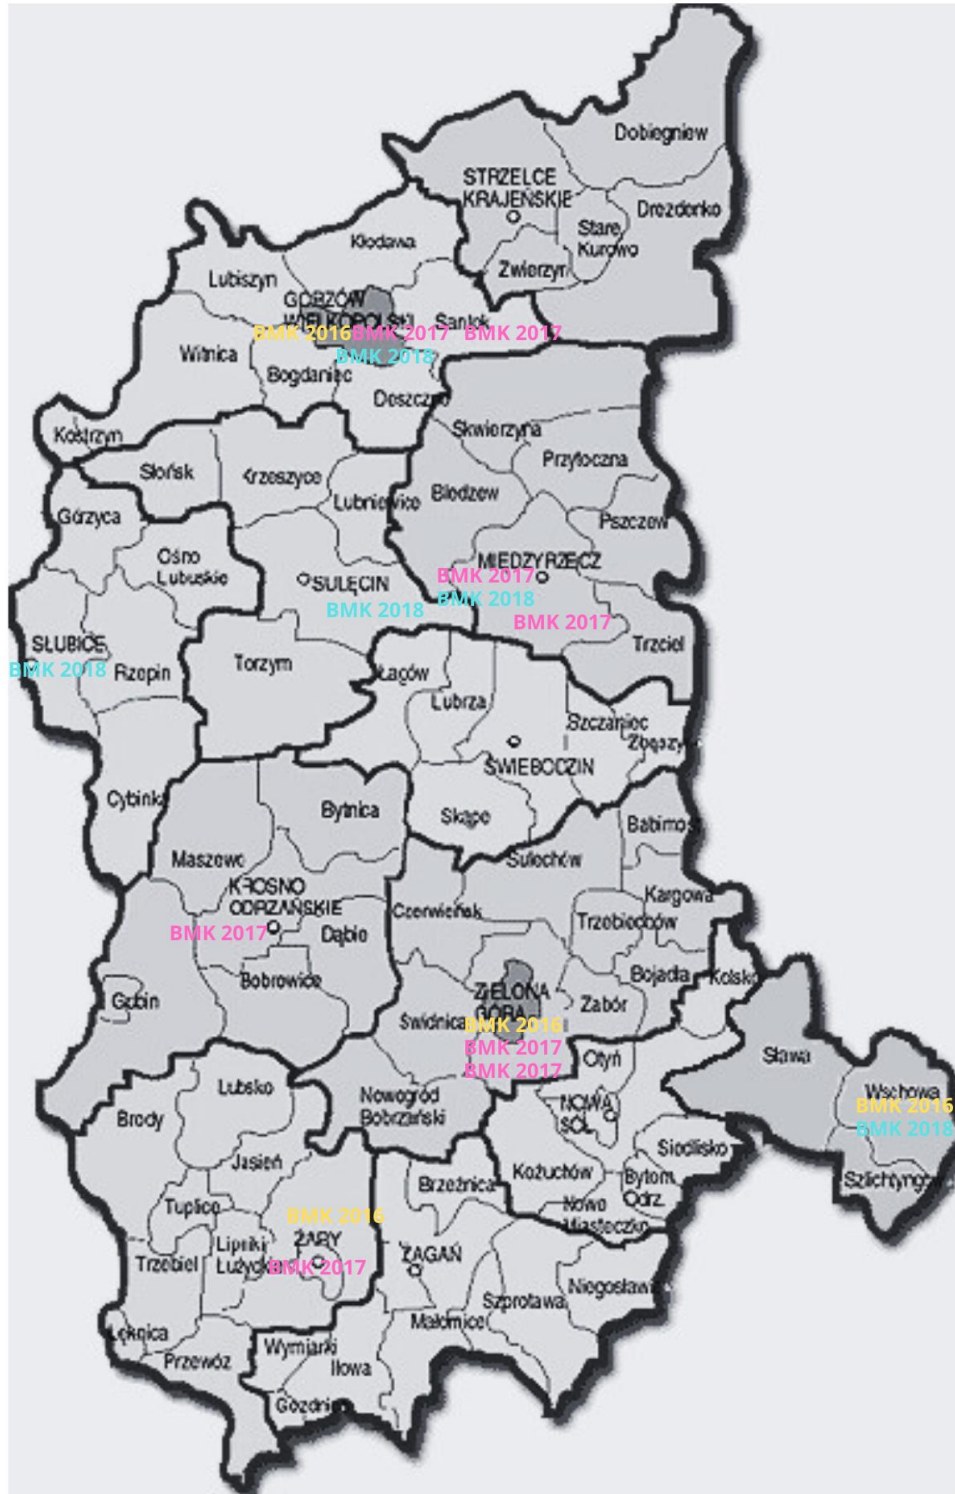 Dobiegniew
STRZELCE
KRAJEŃSKIE
Drezdenko
Stare
Kurowo
Kłodawa
Zwierzyn
Lubiszyn
GORZÓW
WIELKOPOLSKI
Santok
BMK 2016 BMK 2017 BMK 2017
BMK 2018
Witnica
Bogdaniec
Deszczno
Kostrzyn
Skwierzyna
Przytoczna
Słońsk
Krzeszyce
Lubniewice
Bledzew
Górzyca
Pszczew
Ośno
Lubuskie
MIEDZYRZECZ
BMK 2017
BMK 2018
BMK 2017
SULĘCIN
BMK 2018
SŁUBICE
BMK 2018
Rzepin
Torzym
Trzciel
Łagów
Lubrza
Szczaniec
Zbąszyn
ŚWIEBODZIN
Cybinka
Bytnica
Skąpe
Babimost
Maszewo
Sulechów
KROSNO
ODRZAŃSKIE
BMK 2017
Dąbie
Czerwieńsk
Kargowa
Trzebiechów
Bobrowice
Bojadła
Kolsko
Gubin
ZIELONA
GÓRA
Zabór
Świdnica
BMK 2016
BMK 2017
BMK 2017
Otyń
Sława
Lubsko
Nowogród
Bobrzański
Wschowa
BMK 2016
BMK 2018
Brody
NOWA
SÓL
Siedlisko
Jasień
Brzeźnica
Kożuchów
Bytom
Odrz.
Szlichtyngowa
Tuplice
Nowe
Miasteczko
BMK 2016
ŻARY
BMK 2017
Trzebiel
Lipniki
Łużyckie
ŻAGAŃ
Niegosławice
Szprotawa
Małomice
Łęknica
Przewóz
Wymiarki
Iłowa
Gozdnica